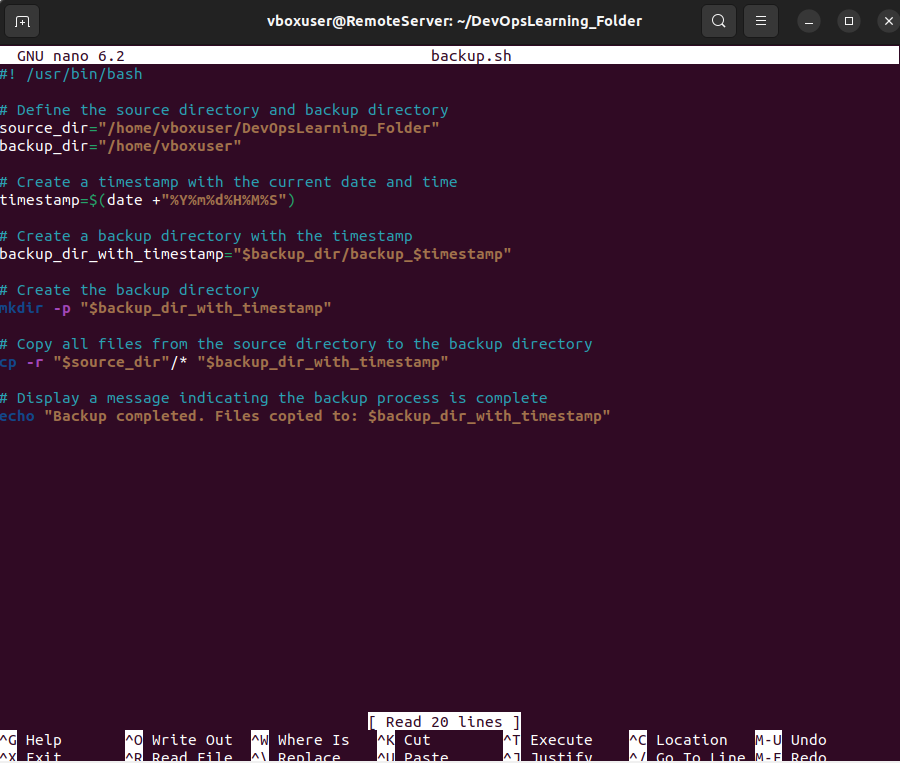 vboxuser@RemoteServer: ~/DevOpsLearning_Folder
GNU nano 6.2 backup.sh
#! /usr/bin/bash
# Define the source directory and backup directory
source_dir="/home/vboxuser/DevOpsLearning_Folder"
backup_dir="/home/vboxuser"
# Create a timestamp with the current date and time
timestamp=$(date +"%Y%m%d%H%M%S")
# Create a backup directory with the timestamp
backup_dir_with_timestamp="$backup_dir/backup_$timestamp"
# Create the backup directory
mkdir -p "$backup_dir_with_timestamp"
# Copy all files from the source directory to the backup directory
cp -r "$source_dir"/* "$backup_dir_with_timestamp"
# Display a message indicating the backup process is complete
echo "Backup completed. Files copied to: $backup_dir_with_timestamp"
[ Read 20 lines ]
^G Help ^O Write Out ^W Where Is ^K Cut ^T Execute ^C Location M-U Undo
^X Exit ^R Read File ^\ Replace ^U Paste ^J Justify ^/ Go To Line M-E Redo